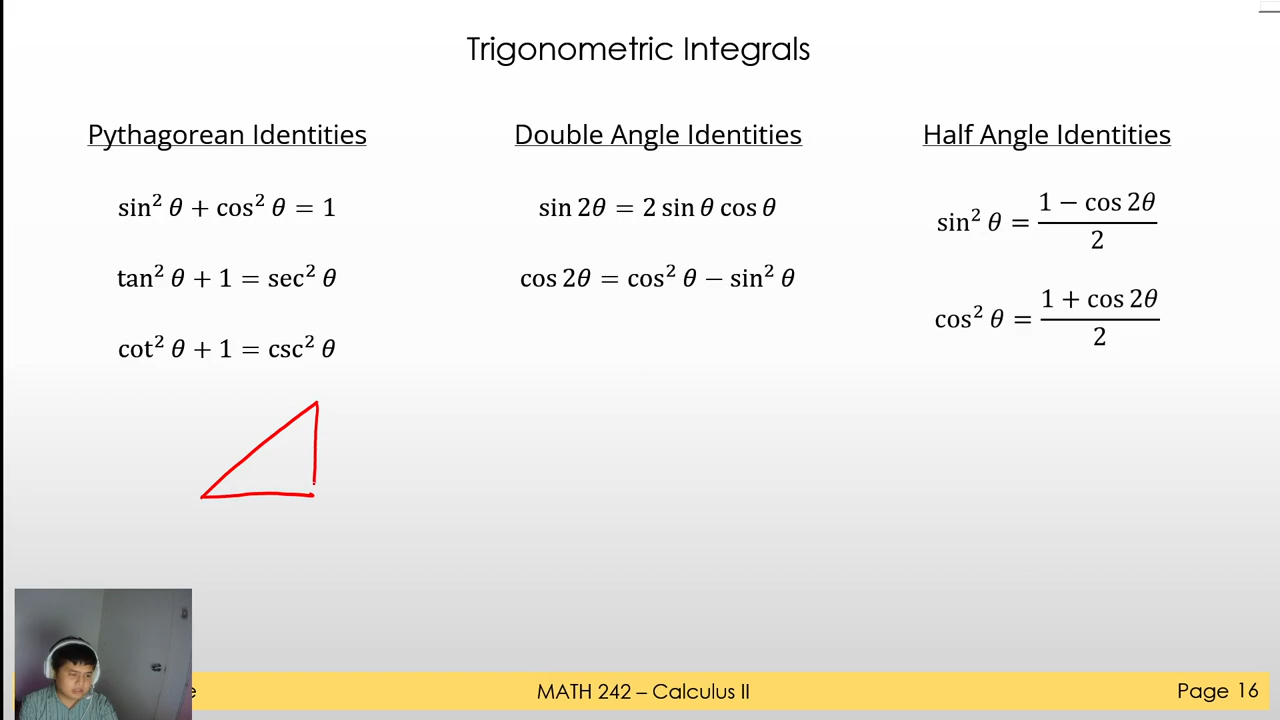 Trigonometric Integrals
Pythagorean Identities
sin² θ + cos² θ = 1
tan² θ + 1 = sec² θ
cot² θ + 1 = csc² θ
Double Angle Identities
sin 2θ = 2 sin θ cos θ
cos 2θ = cos² θ − sin² θ
Half Angle Identities
sin² θ = (1 − cos 2θ)/2
cos² θ = (1 + cos 2θ)/2
MATH 242 – Calculus II
Page 16